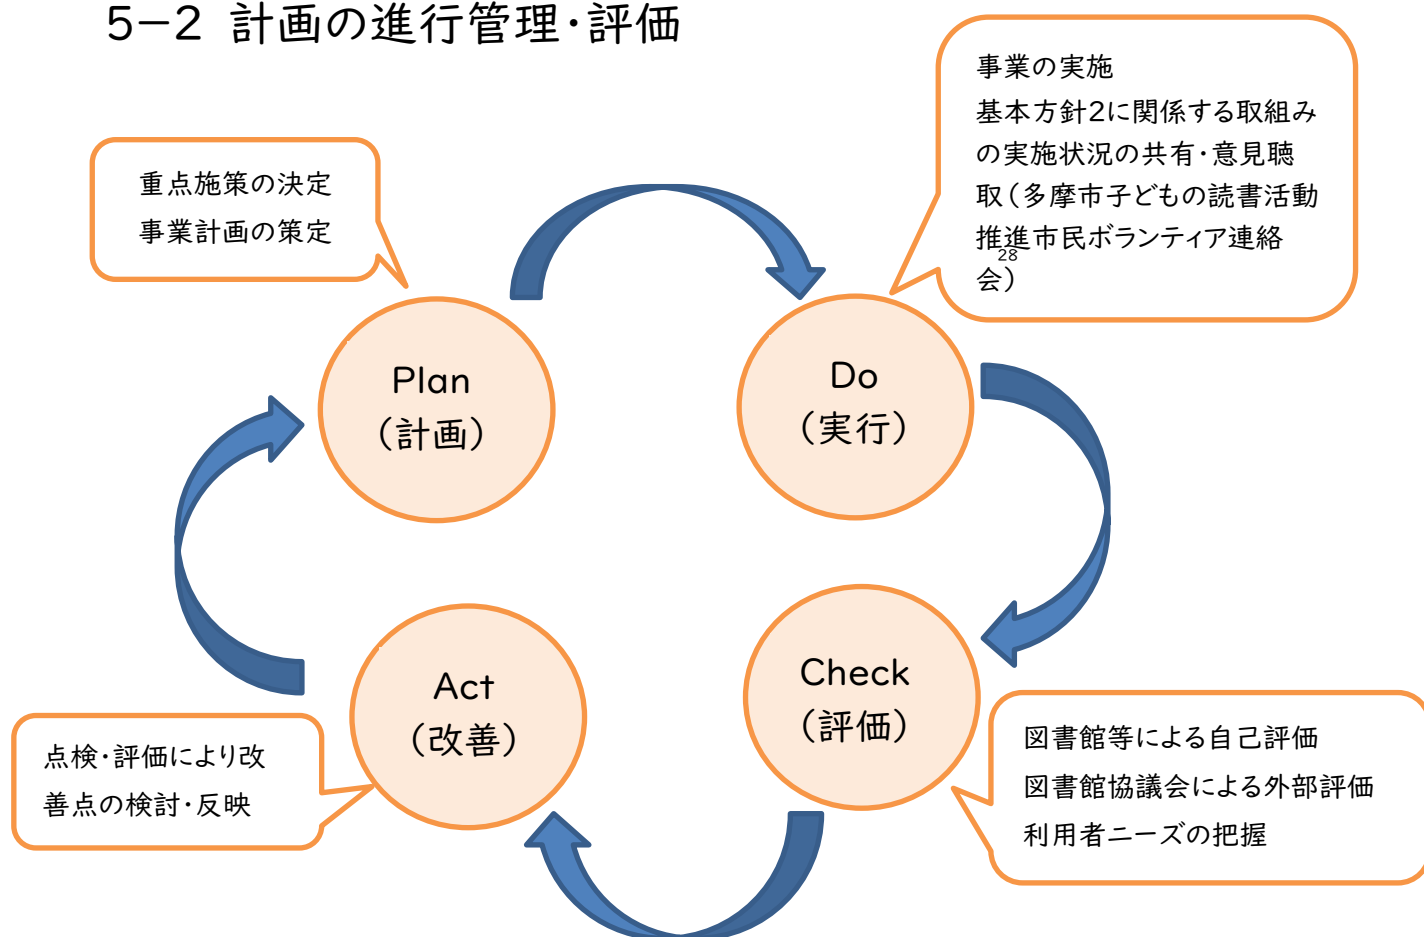 5-2 計画の進行管理・評価
重点施策の決定
事業計画の策定
事業の実施
基本方針2に関係する取組み
の実施状況の共有・意見聴
取(多摩市子どもの読書活動
推進市民ボランティア連絡
28
会)
Plan
(計画)
Do
(実行)
Check
(評価)
図書館等による自己評価
図書館協議会による外部評価
利用者ニーズの把握
Act
(改善)
点検・評価により改
善点の検討・反映